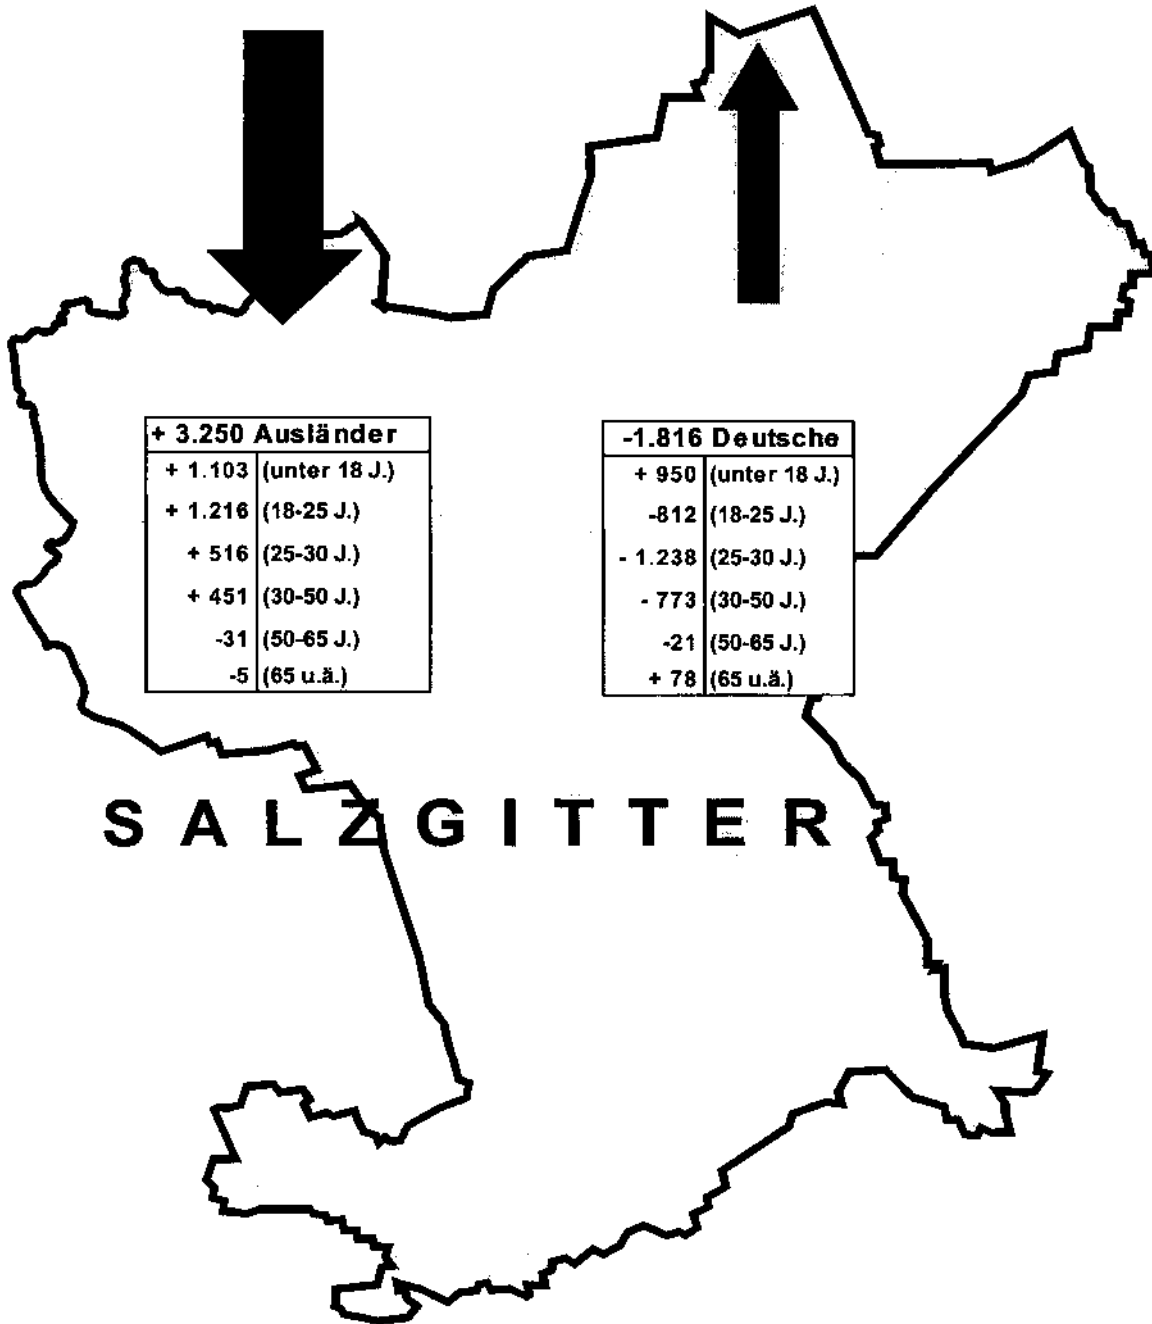 + 3.250 Ausländer
+ 1.103 (unter 18 J.)
+ 1.216 (18-25 J.)
+ 516 (25-30 J.)
+ 451 (30-50 J.)
-31 (50-65 J.)
-5 (65 u.ä.)
-1.816 Deutsche
+ 950 (unter 18 J.)
-812 (18-25 J.)
- 1.238 (25-30 J.)
- 773 (30-50 J.)
-21 (50-65 J.)
+ 78 (65 u.ä.)
SALZGITTER